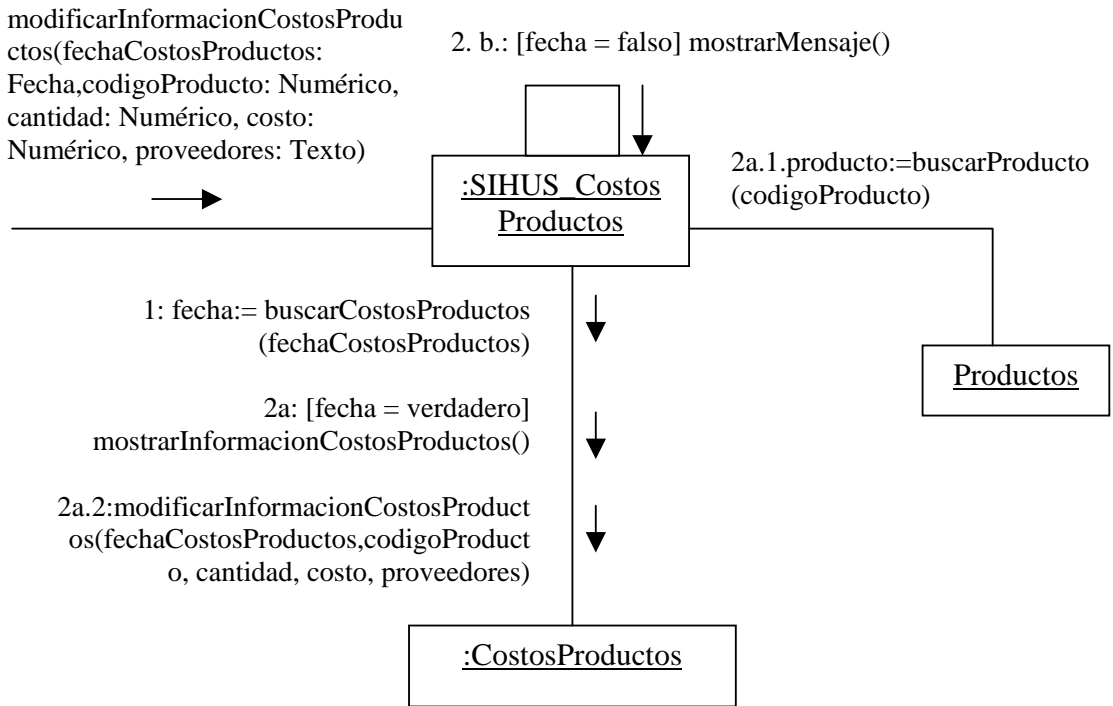 modificarInformacionCostosProdu
ctos(fechaCostosProductos:
Fecha,codigoProducto: Numérico,
cantidad: Numérico, costo:
Numérico, proveedores: Texto)
2. b.: [fecha = falso] mostrarMensaje()
:SIHUS_Costos
Productos
2a.1.producto:=buscarProducto
(codigoProducto)
1: fecha:= buscarCostosProductos
(fechaCostosProductos)
Productos
2a: [fecha = verdadero]
mostrarInformacionCostosProductos()
2a.2:modificarInformacionCostosProduct
os(fechaCostosProductos,codigoProduct
o, cantidad, costo, proveedores)
:CostosProductos